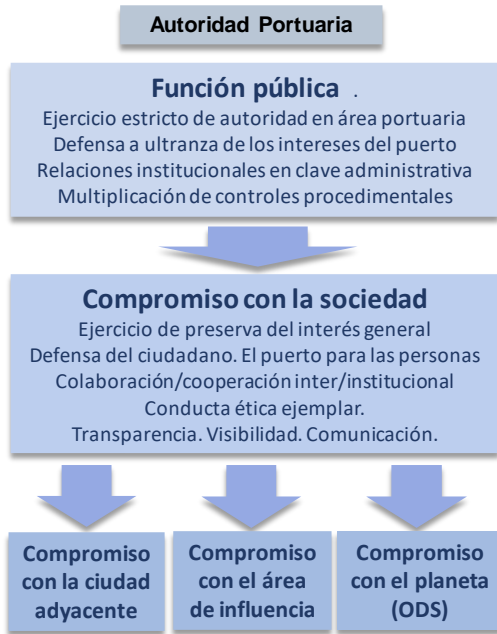 Autoridad Portuaria
Función pública .
Ejercicio estricto de autoridad en área portuaria
Defensa a ultranza de los intereses del puerto
Relaciones institucionales en clave administrativa
Multiplicación de controles procedimentales
Compromiso con la sociedad
Ejercicio de preserva del interés general
Defensa del ciudadano. El puerto para las personas
Colaboración/cooperación inter/institucional
Conducta ética ejemplar.
Transparencia. Visibilidad. Comunicación.
Compromiso
con la ciudad
adyacente
Compromiso
con el área
de influencia
Compromiso
con el planeta
(ODS)